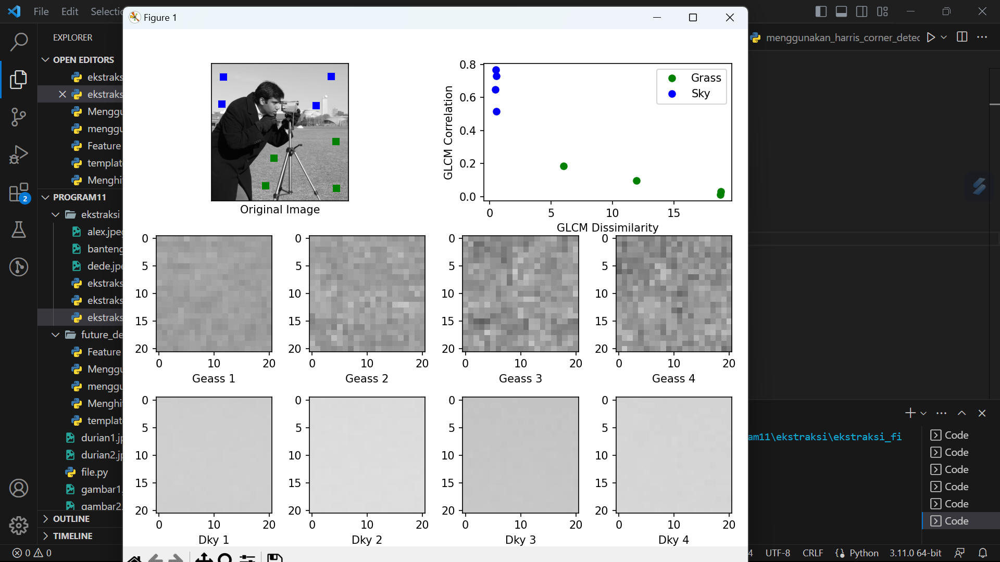 File Edit Selectio
Figure 1
EXPLORER
OPEN EDITORS
ekstraks
ekstraks
Menggu
menggu
Feature
templat
Menghi
PROGRAM11
ekstraksi
alex.jpeg
banteng
dede.jpe
ekstraks
ekstraks
ekstraks
future_de
Feature
Menggu
menggu
Menghi
templat
durian1.jp
durian2.jp
file.py
gambar1.
gambar2.
OUTLINE
TIMELINE
2
0 0
Original Image
0.8
0.6
0.4
0.2
0.0
GLCM Correlation
Grass
Sky
0 5 10 15
GLCM Dissimilarity
0 0 0 0
5 5 5 5
10 10 10 10
15 15 15 15
20 20 20 20
0 10 20 0 10 20 0 10 20 0 10 20
Geass 1 Geass 2 Geass 3 Geass 4
0 0 0 0
5 5 5 5
10 10 10 10
15 15 15 15
20 20 20 20
0 10 20 0 10 20 0 10 20 0 10 20
Dky 1 Dky 2 Dky 3 Dky 4
menggunakan_harris_corner_detec
am11\ekstraksi\ekstraksi_fi
Code
Code
Code
Code
Code
Code
4 UTF-8 CRLF Python 3.11.0 64-bit